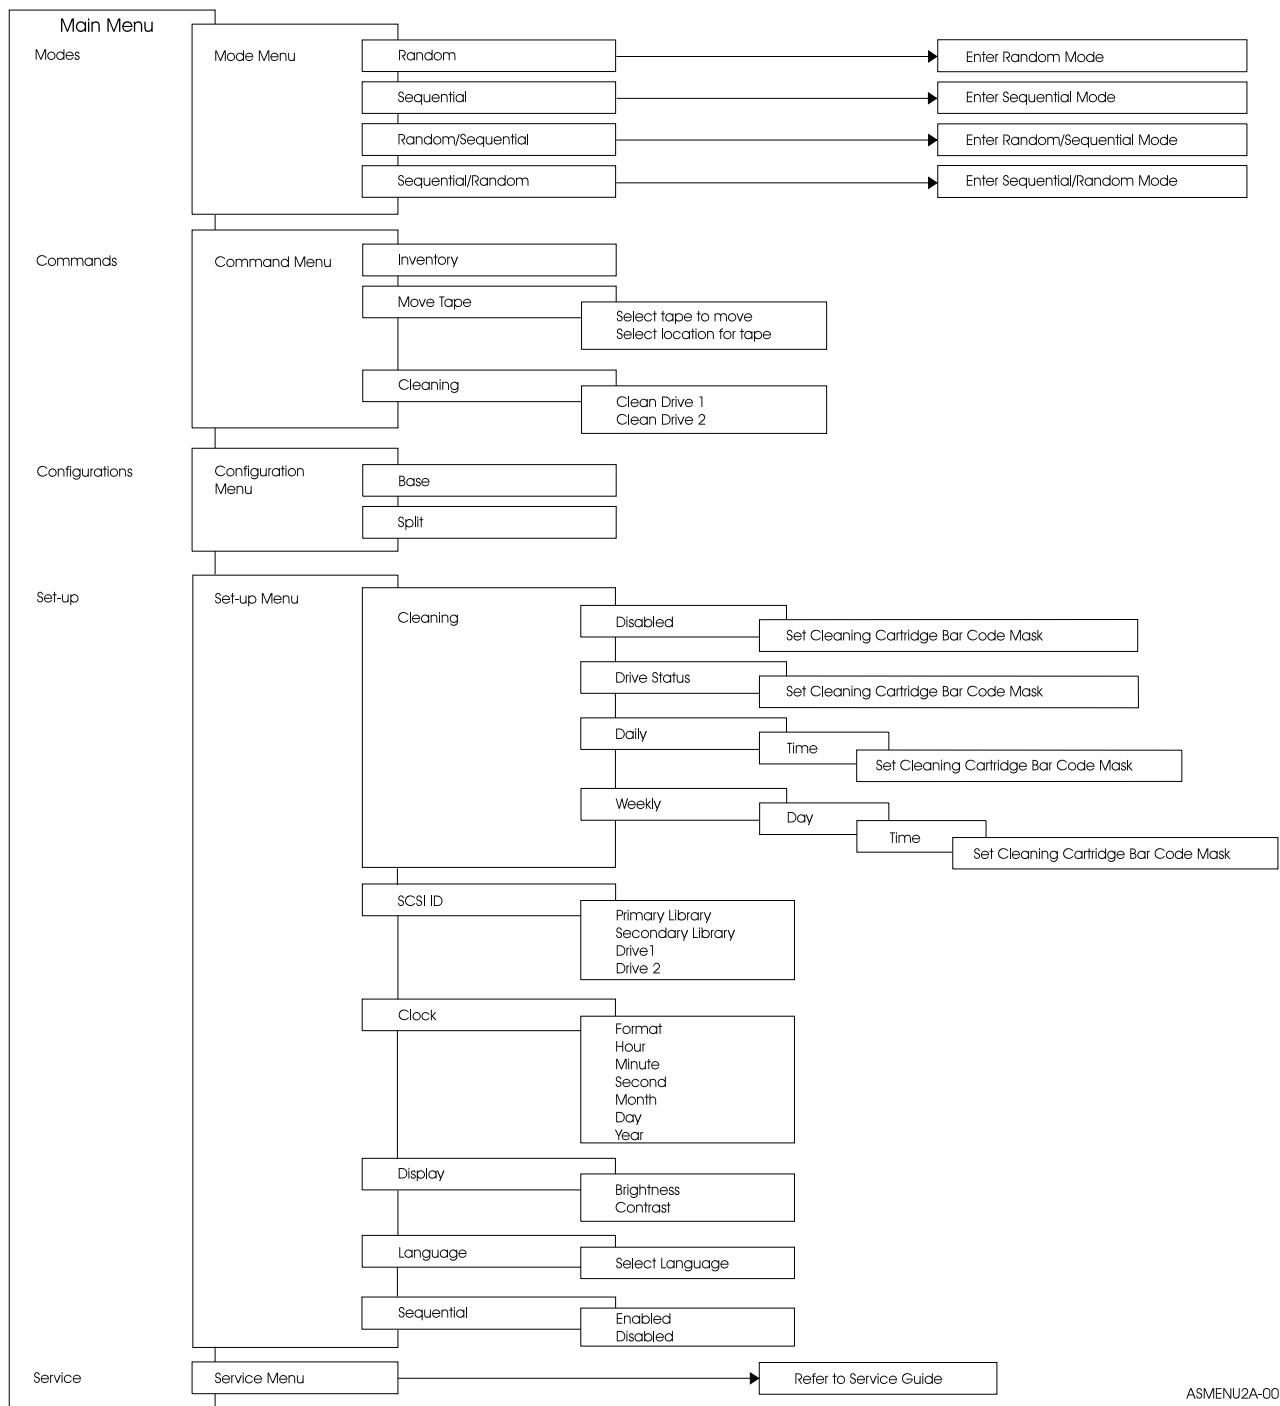 Main Menu
Modes
Mode Menu
Random
Enter Random Mode
Sequential
Enter Sequential Mode
Random/Sequential
Enter Random/Sequential Mode
Sequential/Random
Enter Sequential/Random Mode
Commands
Command Menu
Inventory
Move Tape
Select tape to move
Select location for tape
Cleaning
Clean Drive 1
Clean Drive 2
Configurations
Configuration
Menu
Base
Split
Set-up
Set-up Menu
Cleaning
Disabled
Set Cleaning Cartridge Bar Code Mask
Drive Status
Set Cleaning Cartridge Bar Code Mask
Daily
Time
Set Cleaning Cartridge Bar Code Mask
Weekly
Day
Time
Set Cleaning Cartridge Bar Code Mask
SCSI ID
Primary Library
Secondary Library
Drive1
Drive 2
Clock
Format
Hour
Minute
Second
Month
Day
Year
Display
Brightness
Contrast
Language
Select Language
Sequential
Enabled
Disabled
Service
Service Menu
Refer to Service Guide
ASMENU2A-00